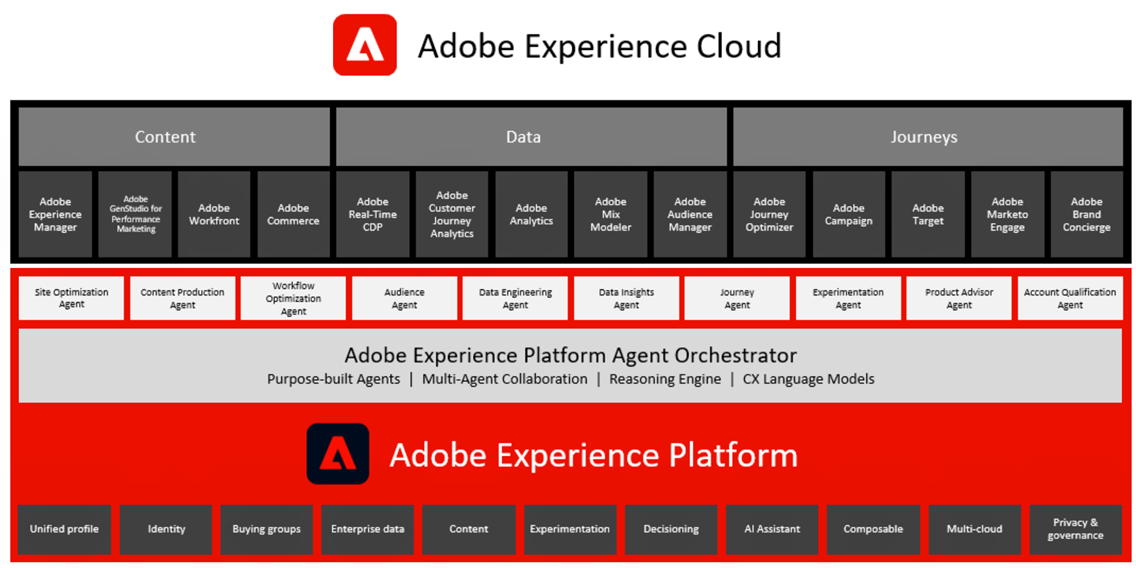 Adobe Experience Cloud
Content
Data
Journeys
Adobe
Experience
Manager
Adobe
GenStudio for
Performance
Marketing
Adobe
Workfront
Adobe
Commerce
Adobe
Real-Time
CDP
Adobe
Customer
Journey
Analytics
Adobe
Analytics
Adobe
Mix
Modeler
Adobe
Audience
Manager
Adobe
Journey
Optimizer
Adobe
Campaign
Adobe
Target
Adobe
Marketo
Engage
Adobe
Brand
Concierge
Site Optimization
Agent
Content Production
Agent
Workflow
Optimization
Agent
Audience
Agent
Data Engineering
Agent
Data Insights
Agent
Journey
Agent
Experimentation
Agent
Product Advisor
Agent
Account Qualification
Agent
Adobe Experience Platform Agent Orchestrator
Purpose-built Agents | Multi-Agent Collaboration | Reasoning Engine | CX Language Models
Adobe Experience Platform
Unified profile
Identity
Buying groups
Enterprise data
Content
Experimentation
Decisioning
AI Assistant
Composable
Multi-cloud
Privacy &
governance